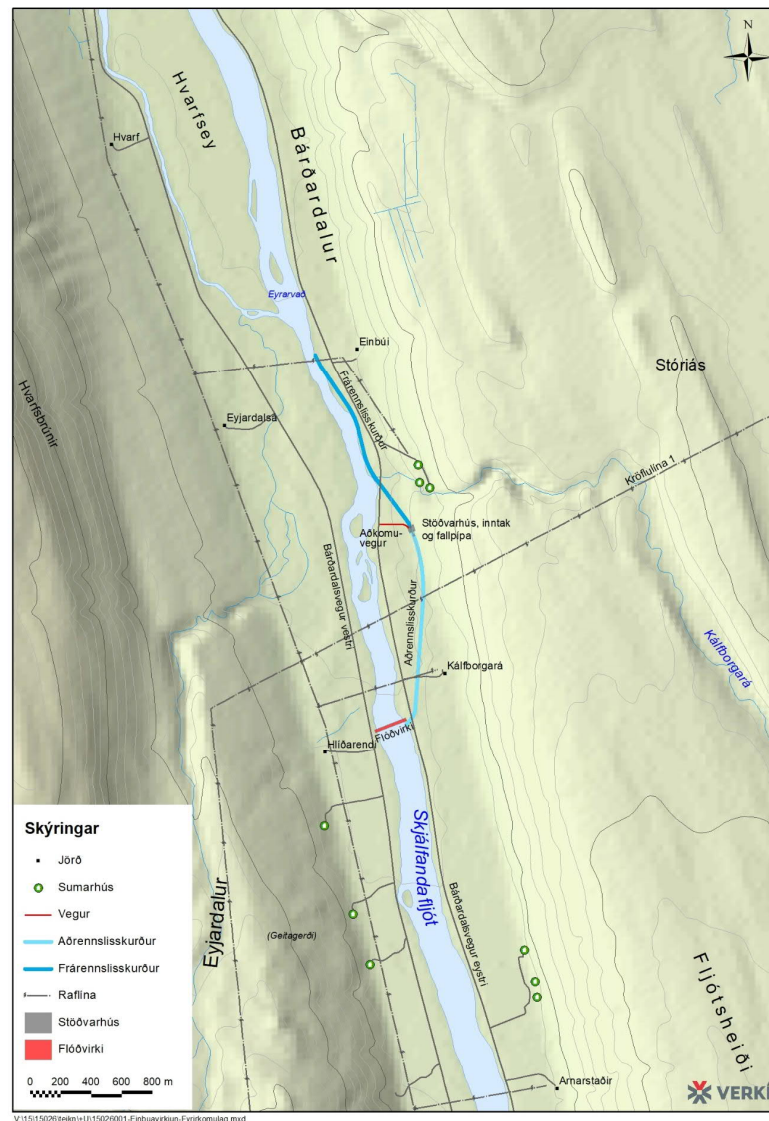 N
Hvarfsey
Hvarf
Bárðardalur
Eyrarvað
Einbúi
Frárennslisskurður
Stóriás
Hvarfsbrúnir
Eyjardalsá
Kröflulína 1
Stöðvarhús, inntak
og fallpípa
Aðkomu-
vegur
Bárðardalsvegur vestri
Aðrennslisskurður
Kálfborgará
Kálfborgará
Flóðvirki
Hlíðarendi
Skjálfandafljót
Eyjardalur
(Geitagerði)
Bárðardalsvegur eystri
Fljótsheiði
Arnarstaðir
Skýringar
Jörð
Sumarhús
Vegur
Aðrennslisskurður
Frárennslisskurður
Raflína
Stöðvarhús
Flóðvirki
0 200 400 600 800 m
VERKÍ